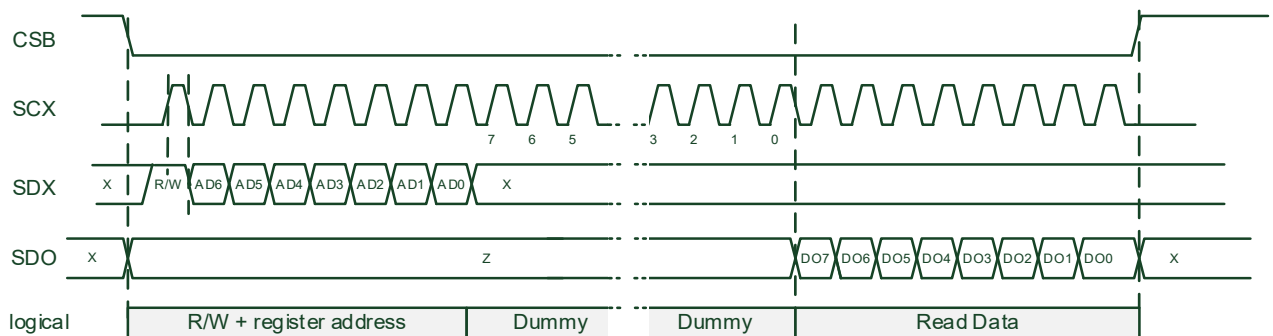 CSB
SCX
7 6 5 3 2 1 0
SDX X R/W AD6 AD5 AD4 AD3 AD2 AD1 AD0 X
SDO X Z DO7 DO6 DO5 DO4 DO3 DO2 DO1 DO0 X
logical R/W + register address Dummy Dummy Read Data